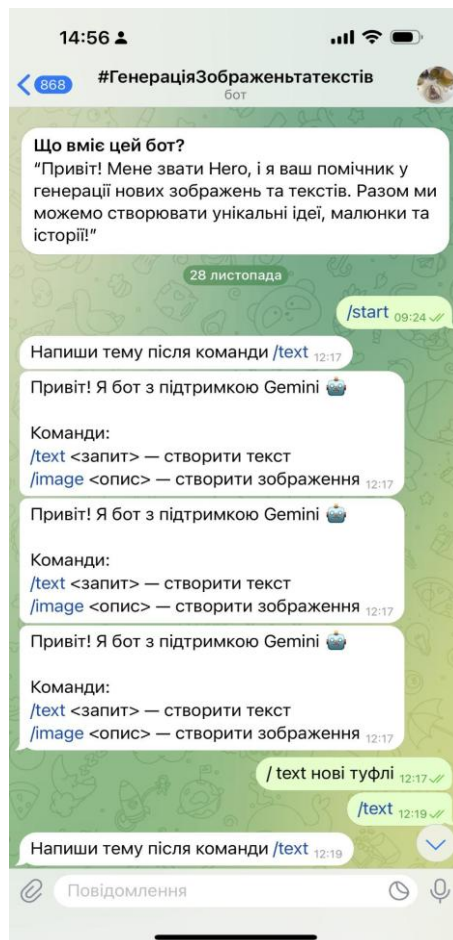 14:56
868
#ГенераціяЗображеньтатекстів
бот
Що вміє цей бот?
“Привіт! Мене звати Hero, і я ваш помічник у
генерації нових зображень та текстів. Разом ми
можемо створювати унікальні ідеї, малюнки та
історії!”
28 листопада
/start 09:24
Напиши тему після команди /text 12:17
Привіт! Я бот з підтримкою Gemini 🤖
Команди:
/text <запит> — створити текст
/image <опис> — створити зображення 12:17
Привіт! Я бот з підтримкою Gemini 🤖
Команди:
/text <запит> — створити текст
/image <опис> — створити зображення 12:17
Привіт! Я бот з підтримкою Gemini 🤖
Команди:
/text <запит> — створити текст
/image <опис> — створити зображення 12:17
/ text нові туфлі 12:17
/text 12:19
Напиши тему після команди /text 12:19
Повідомлення